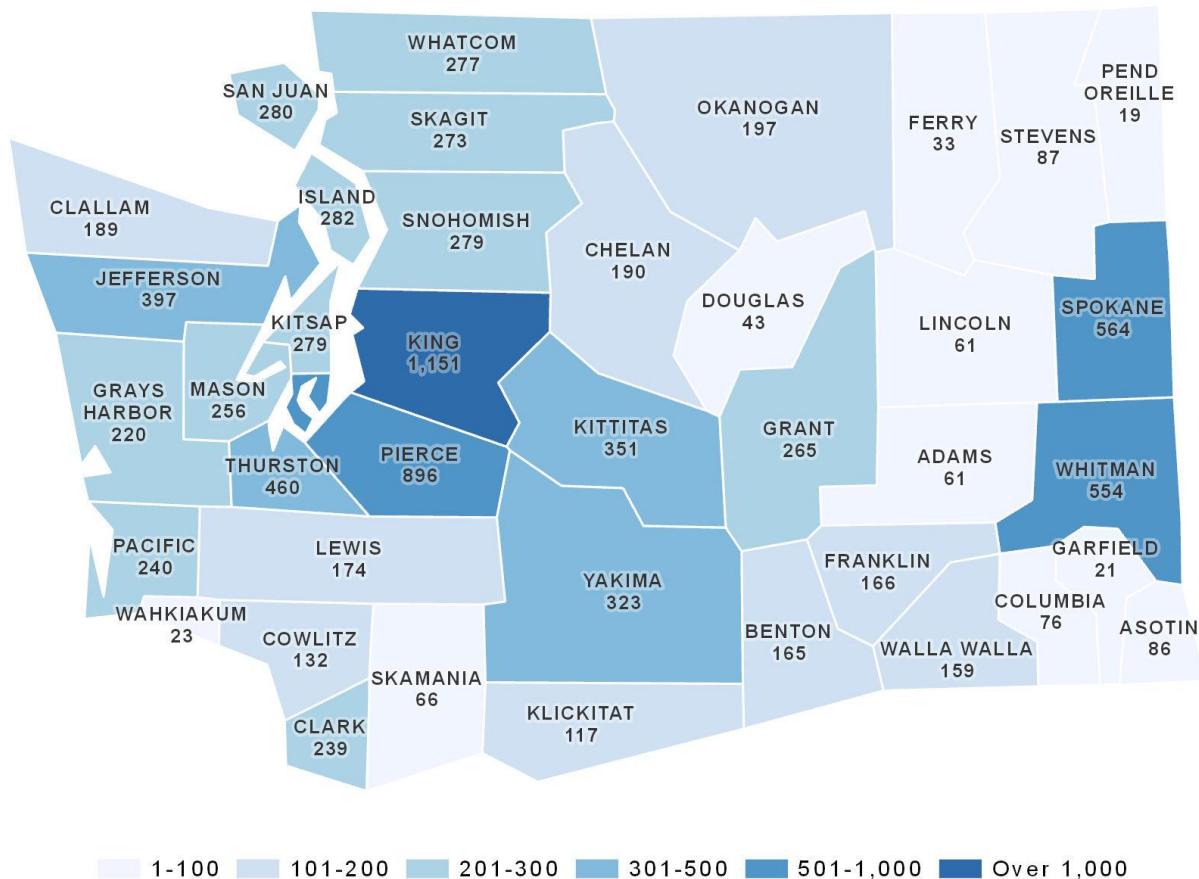 WHATCOM
277
SAN JUAN
280
SKAGIT
273
OKANOGAN
197
FERRY
33
STEVENS
87
PEND
OREILLE
19
CLALLAM
189
ISLAND
282
SNOHOMISH
279
CHELAN
190
JEFFERSON
397
KITSAP
279
KING
1,151
DOUGLAS
43
LINCOLN
61
SPOKANE
564
GRAYS
HARBOR
220
MASON
256
THURSTON
460
PIERCE
896
KITTITAS
351
GRANT
265
ADAMS
61
WHITMAN
554
PACIFIC
240
LEWIS
174
YAKIMA
323
FRANKLIN
166
GARFIELD
21
WAHKIAKUM
23
COWLITZ
132
SKAMANIA
66
BENTON
165
WALLA WALLA
159
COLUMBIA
76
ASOTIN
86
CLARK
239
KLICKITAT
117
1-100 101-200 201-300 301-500 501-1,000 Over 1,000